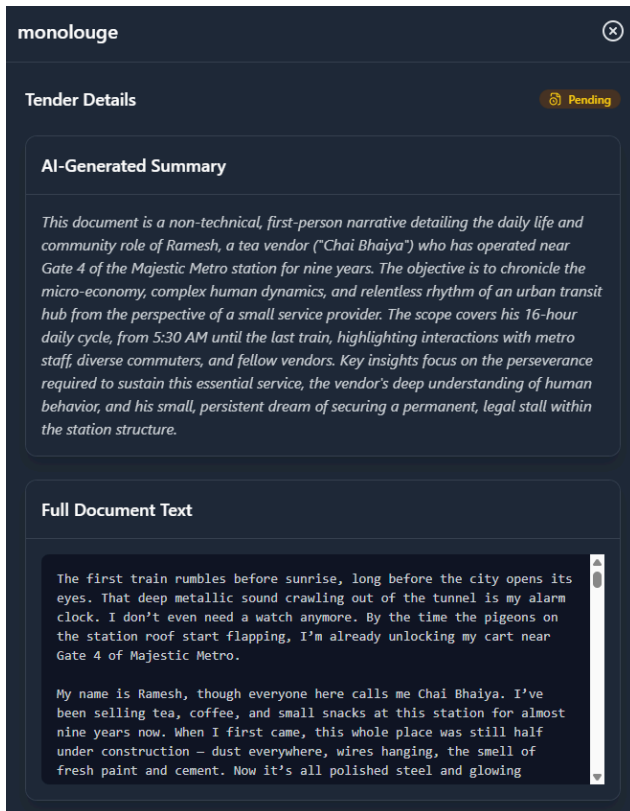 monolouge
Tender Details
Pending
AI-Generated Summary
This document is a non-technical, first-person narrative detailing the daily life and
community role of Ramesh, a tea vendor ("Chai Bhaiya") who has operated near
Gate 4 of the Majestic Metro station for nine years. The objective is to chronicle the
micro-economy, complex human dynamics, and relentless rhythm of an urban transit
hub from the perspective of a small service provider. The scope covers his 16-hour
daily cycle, from 5:30 AM until the last train, highlighting interactions with metro
staff, diverse commuters, and fellow vendors. Key insights focus on the perseverance
required to sustain this essential service, the vendor's deep understanding of human
behavior, and his small, persistent dream of securing a permanent, legal stall within
the station structure.
Full Document Text
The first train rumbles before sunrise, long before the city opens its
eyes. That deep metallic sound crawling out of the tunnel is my alarm
clock. I don’t even need a watch anymore. By the time the pigeons on
the station roof start flapping, I’m already unlocking my cart near
Gate 4 of Majestic Metro.
My name is Ramesh, though everyone here calls me Chai Bhaiya. I’ve
been selling tea, coffee, and small snacks at this station for almost
nine years now. When I first came, this whole place was still half
under construction — dust everywhere, wires hanging, the smell of
fresh paint and cement. Now it’s all polished steel and glowing